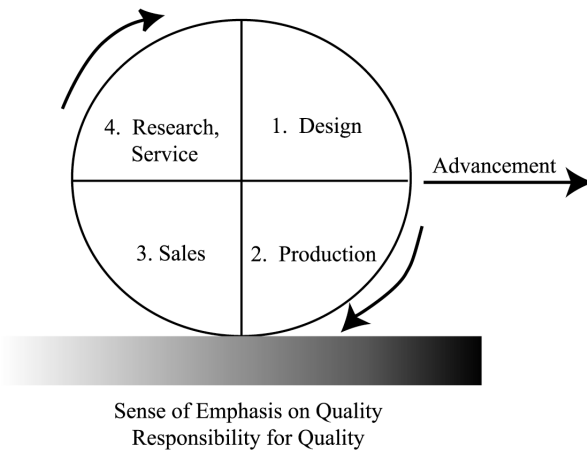 4. Research,
Service
1. Design
Advancement
3. Sales
2. Production
Sense of Emphasis on Quality
Responsibility for Quality